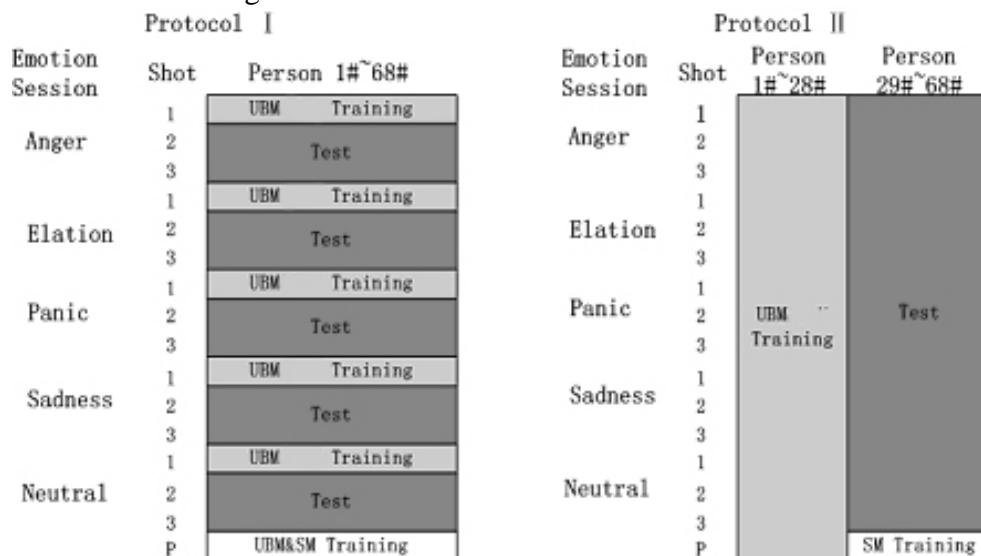 Protocol Ⅰ
Emotion Session Shot Person 1#~68#
Anger
1 UBM Training
2 Test
3
Elation
1 UBM Training
2 Test
3
Panic
1 UBM Training
2 Test
3
Sadness
1 UBM Training
2 Test
3
Neutral
1 UBM Training
2 Test
3
P UBM&SM Training
Protocol Ⅱ
Emotion Session Shot Person 1#~28# Person 29#~68#
Anger
1
2
3
Elation
1
2
3
Panic
1
2
3
Sadness
1
2
3
Neutral
1
2
3
P
UBM
Training
Test
SM Training